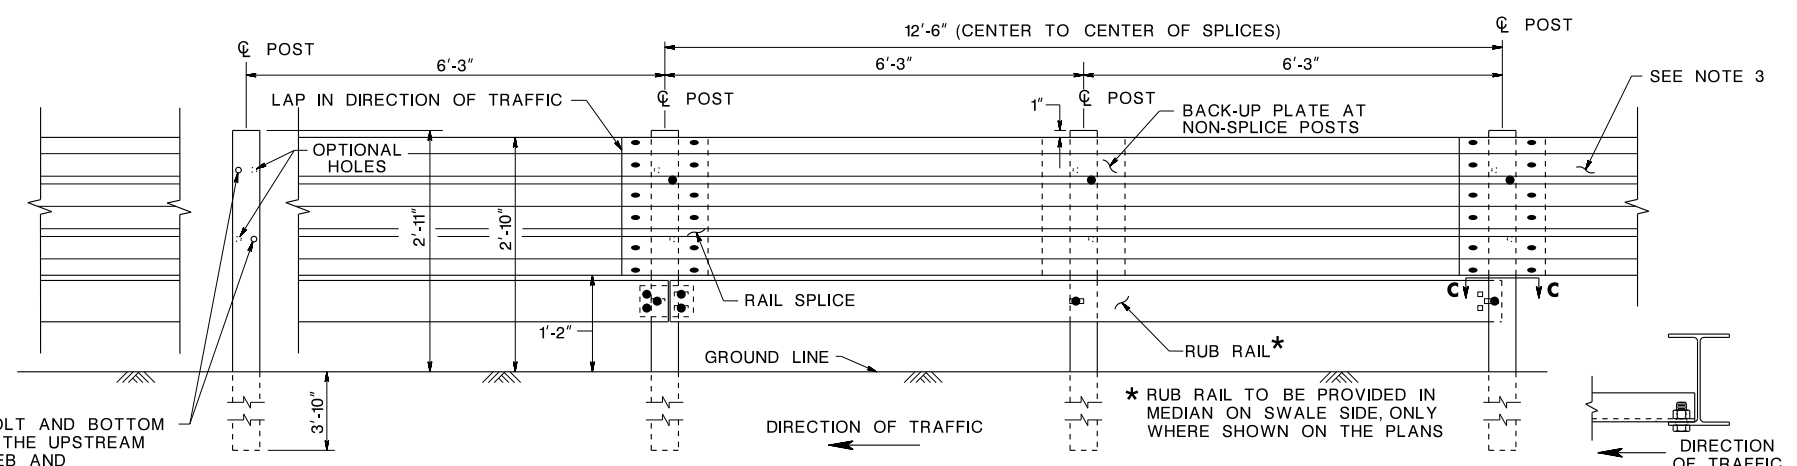 12'-6" (CENTER TO CENTER OF SPLICES)
℄ POST
℄ POST
6'-3"
6'-3"
6'-3"
SEE NOTE 3
LAP IN DIRECTION OF TRAFFIC
℄ POST
1"
℄ POST
BACK-UP PLATE AT
NON-SPLICE POSTS
OPTIONAL
HOLES
2'-11"
2'-10"
C
C
RAIL SPLICE
1'-2"
RUB RAIL*
GROUND LINE
3'-10"
* RUB RAIL TO BE PROVIDED IN
MEDIAN ON SWALE SIDE, ONLY
WHERE SHOWN ON THE PLANS
DIRECTION OF TRAFFIC
BOLT AND BOTTOM
THE UPSTREAM
AND
DIRECTION
OF TRAFFIC